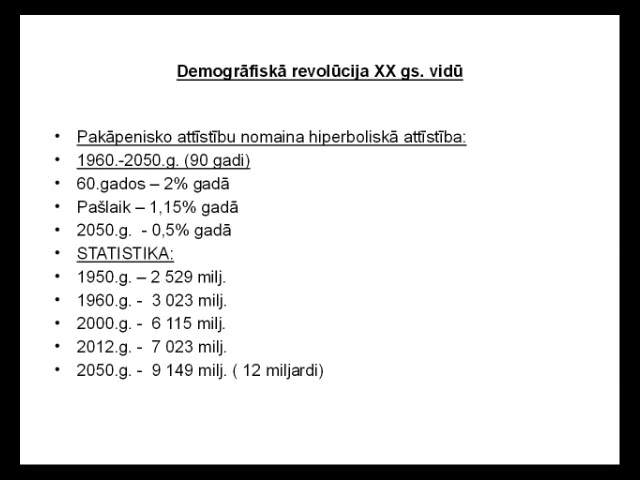 Demogrāfiskā revolūcija XX gs. vidū
• Pakāpenisko attīstību nomaina hiperboliskā attīstība:
• 1960.-2050.g. (90 gadi)
• 60.gados – 2% gadā
• Pašlaik – 1,15% gadā
• 2050.g. - 0,5% gadā
• STATISTIKA:
• 1950.g. – 2 529 milj.
• 1960.g. - 3 023 milj.
• 2000.g. - 6 115 milj.
• 2012.g. - 7 023 milj.
• 2050.g. - 9 149 milj. ( 12 miljardi)